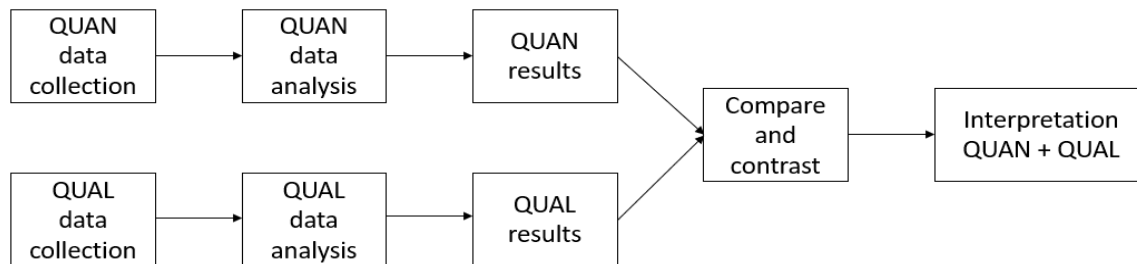 QUAN
data
collection
QUAN
data
analysis
QUAN
results
Compare
and
contrast
Interpretation
QUAN + QUAL
QUAL
data
collection
QUAL
data
analysis
QUAL
results